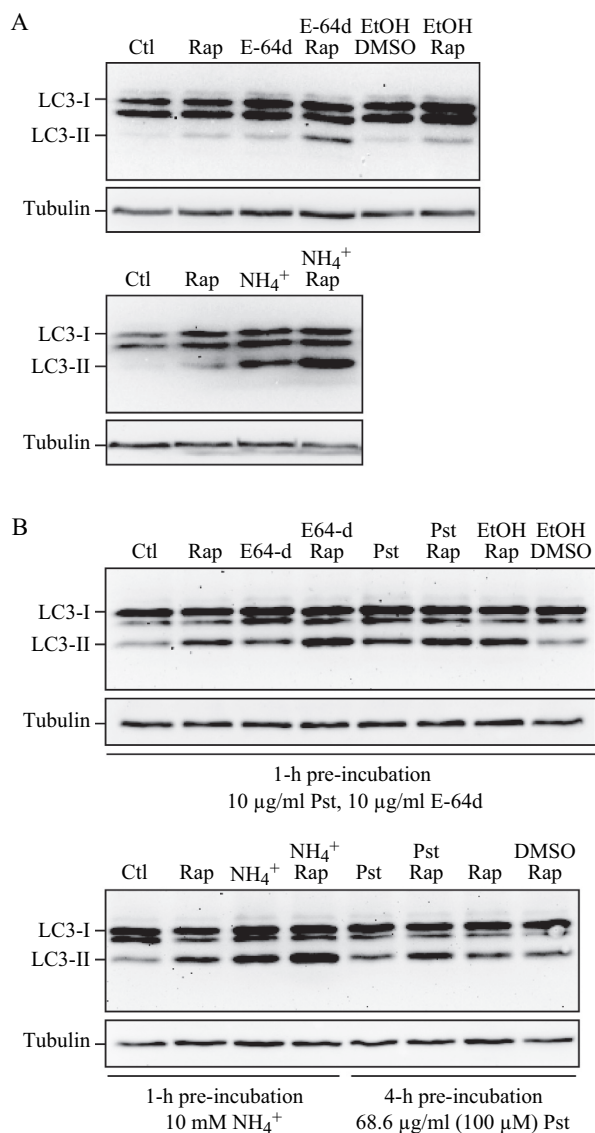 A
Ctl Rap E-64d E-64d Rap EtOH DMSO EtOH Rap
LC3-I
LC3-II
Tubulin
Ctl Rap NH₄⁺ NH₄⁺ Rap
LC3-I
LC3-II
Tubulin
B
Ctl Rap E64-d E64-d Rap Pst Pst Rap EtOH Rap EtOH DMSO
LC3-I
LC3-II
Tubulin
1-h pre-incubation
10 µg/ml Pst, 10 µg/ml E-64d
Ctl Rap NH₄⁺ NH₄⁺ Rap Pst Pst Rap Rap DMSO Rap
LC3-I
LC3-II
Tubulin
1-h pre-incubation
10 mM NH₄⁺
4-h pre-incubation
68.6 µg/ml (100 µM) Pst